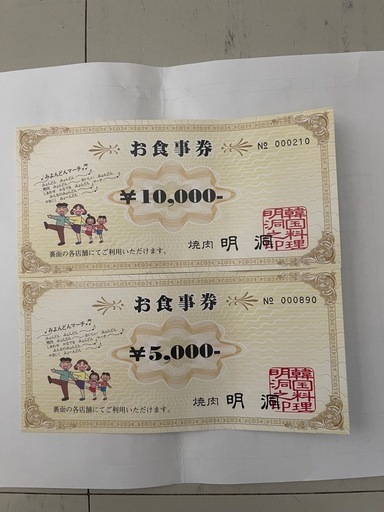 お食事券
№ 000210
♪みよんどんマーチ♪
￥10,000-
焼肉 明洞
韓国料理
明洞之印
裏面の各店舗にてご利用いただけます。
お食事券
№ 000890
♪みよんどんマーチ♪
￥5,000-
焼肉 明洞
韓国料理
明洞之印
裏面の各店舗にてご利用いただけます。